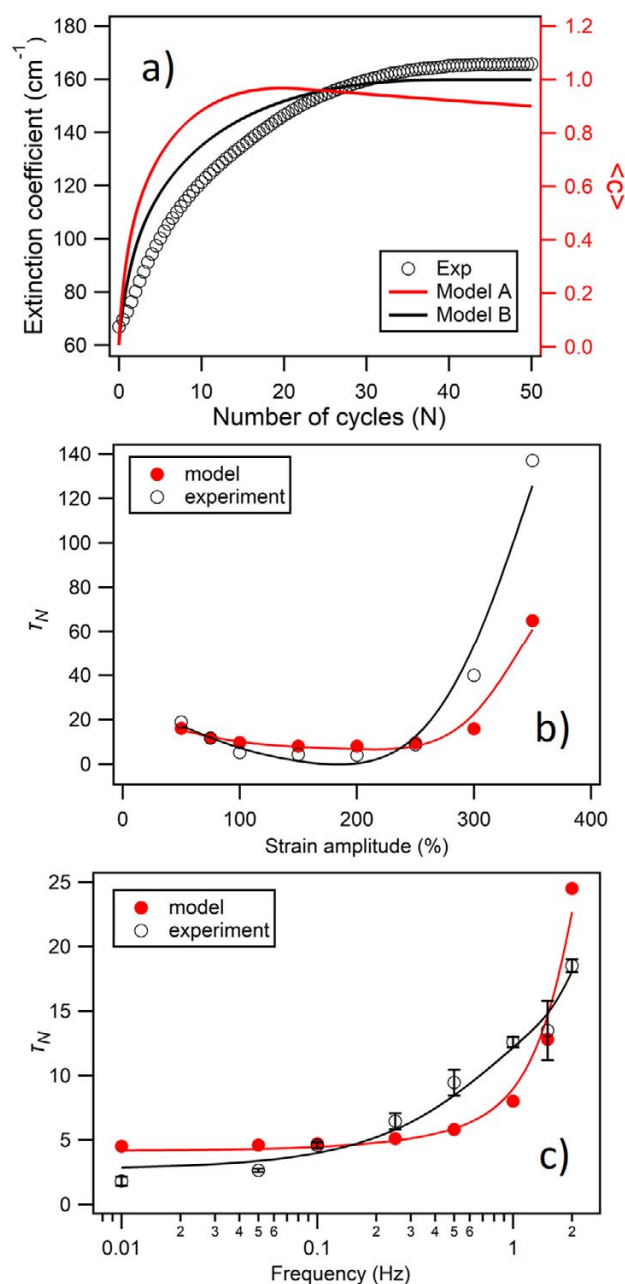 a)
180
160
140
120
100
80
60
Extinction coefficient (cm⁻¹)
1.2
1.0
0.8
0.6
0.4
0.2
0.0
<c>
Exp
Model A
Model B
0 10 20 30 40 50
Number of cycles (N)
140
120
100
80
60
40
20
0
τN
model
experiment
b)
0 100 200 300 400
Strain amplitude (%)
25
20
15
10
5
0
τN
model
experiment
c)
0.01 2 3 4 5 6 0.1 2 3 4 5 6 1 2
Frequency (Hz)